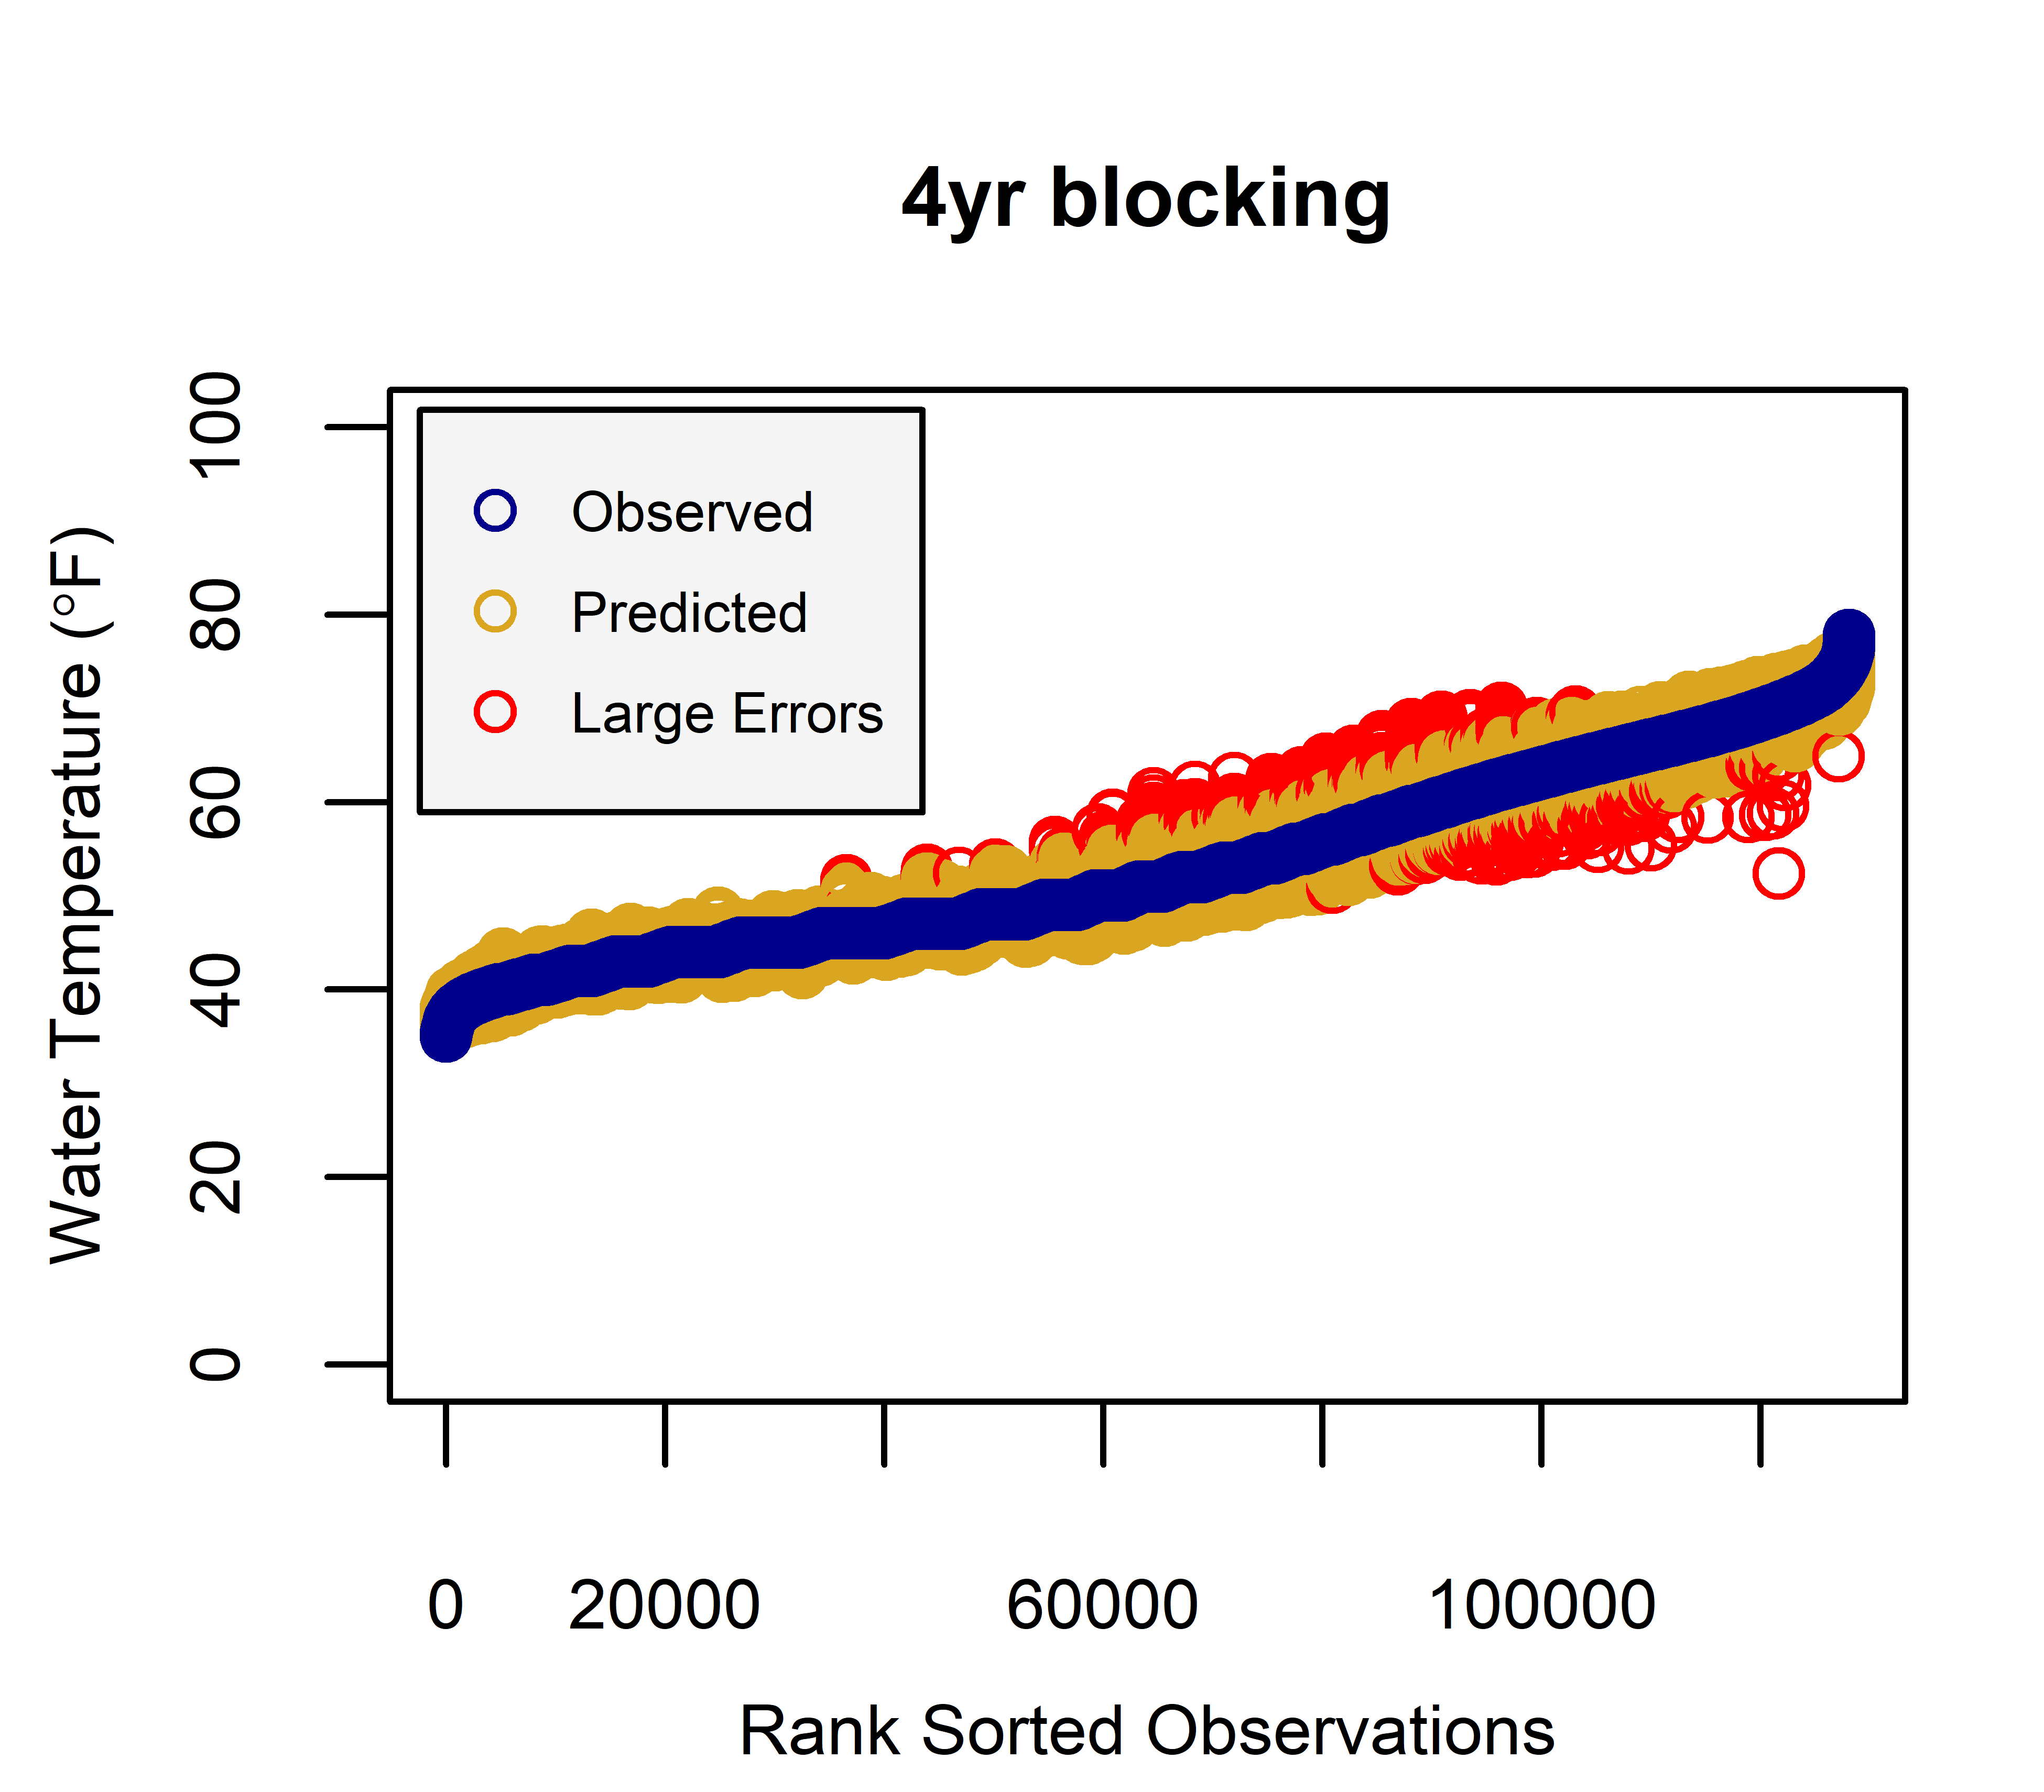 4yr blocking
Observed
Predicted
Large Errors
Water Temperature (°F)
100
80
60
40
20
0
0 20000 60000 100000
Rank Sorted Observations